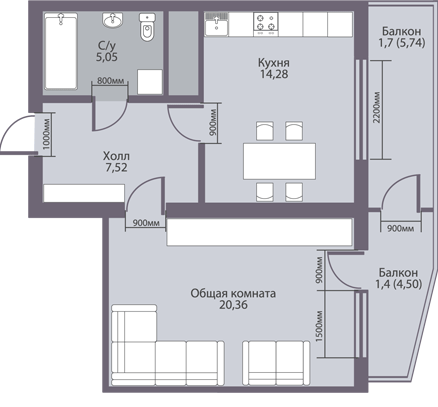 С/у
5,05
800мм
Кухня
14,28
Балкон
1,7 (5,74)
2200мм
1000мм
900мм
Холл
7,52
900мм
900мм
Общая комната
20,36
900мм
1500мм
Балкон
1,4 (4,50)